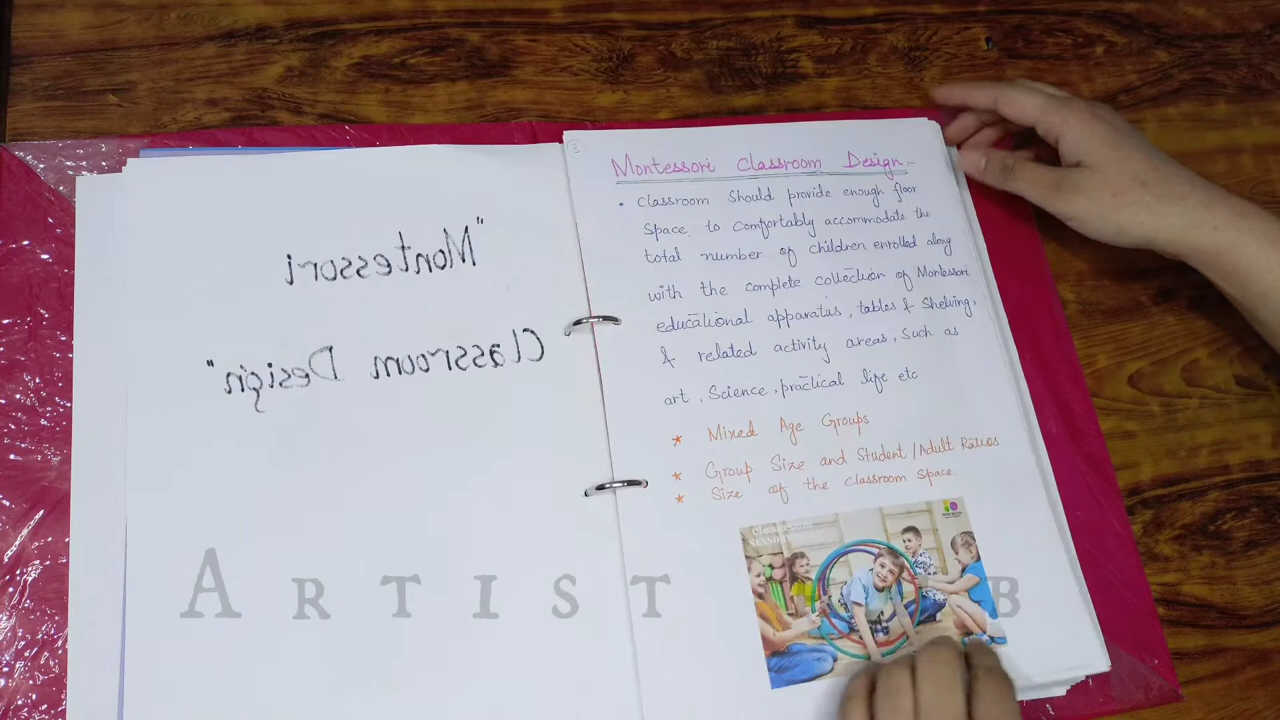 "Montessori
Classroom Design"
Montessori Classroom Design.
• Classroom Should provide enough floor
Space to comfortably accommodate the
total number of children enrolled along
with the complete collection of Montessori
educational apparatus, tables & Shelving,
& related activity areas, Such as
art, Science, practical life etc
* Mixed Age Groups
* Group Size and Student/Adult Ratios
* Size of the classroom Space.
ARTIST B